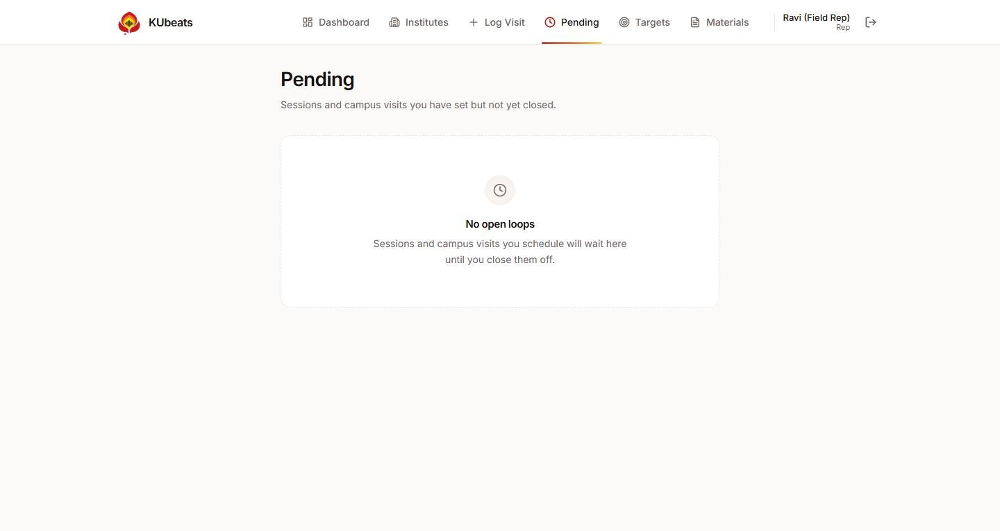 KUbeats
Dashboard
Institutes
Log Visit
Pending
Targets
Materials
Ravi (Field Rep)
Rep
Pending
Sessions and campus visits you have set but not yet closed.
No open loops
Sessions and campus visits you schedule will wait here
until you close them off.